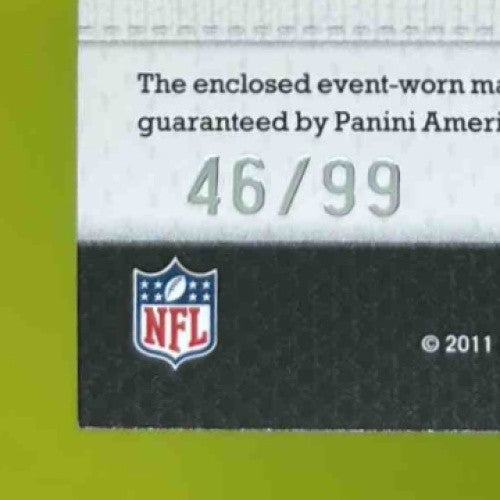 The enclosed event-worn
guaranteed by Panini
46/99
NFL
© 2011